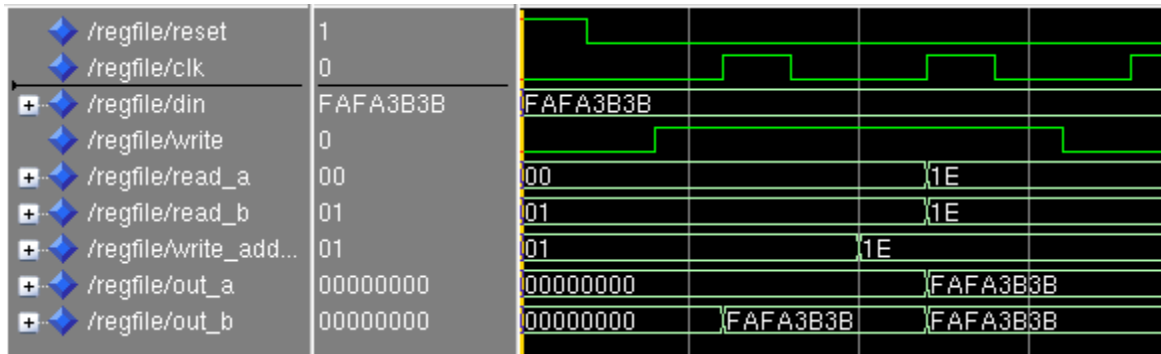 /regfile/reset 1
/regfile/clk 0
/regfile/din FAFA3B3B FAFA3B3B
/regfile/write 0
/regfile/read_a 00 00 1E
/regfile/read_b 01 01 1E
/regfile/write_add... 01 01 1E
/regfile/out_a 00000000 00000000 FAFA3B3B
/regfile/out_b 00000000 00000000 FAFA3B3B FAFA3B3B